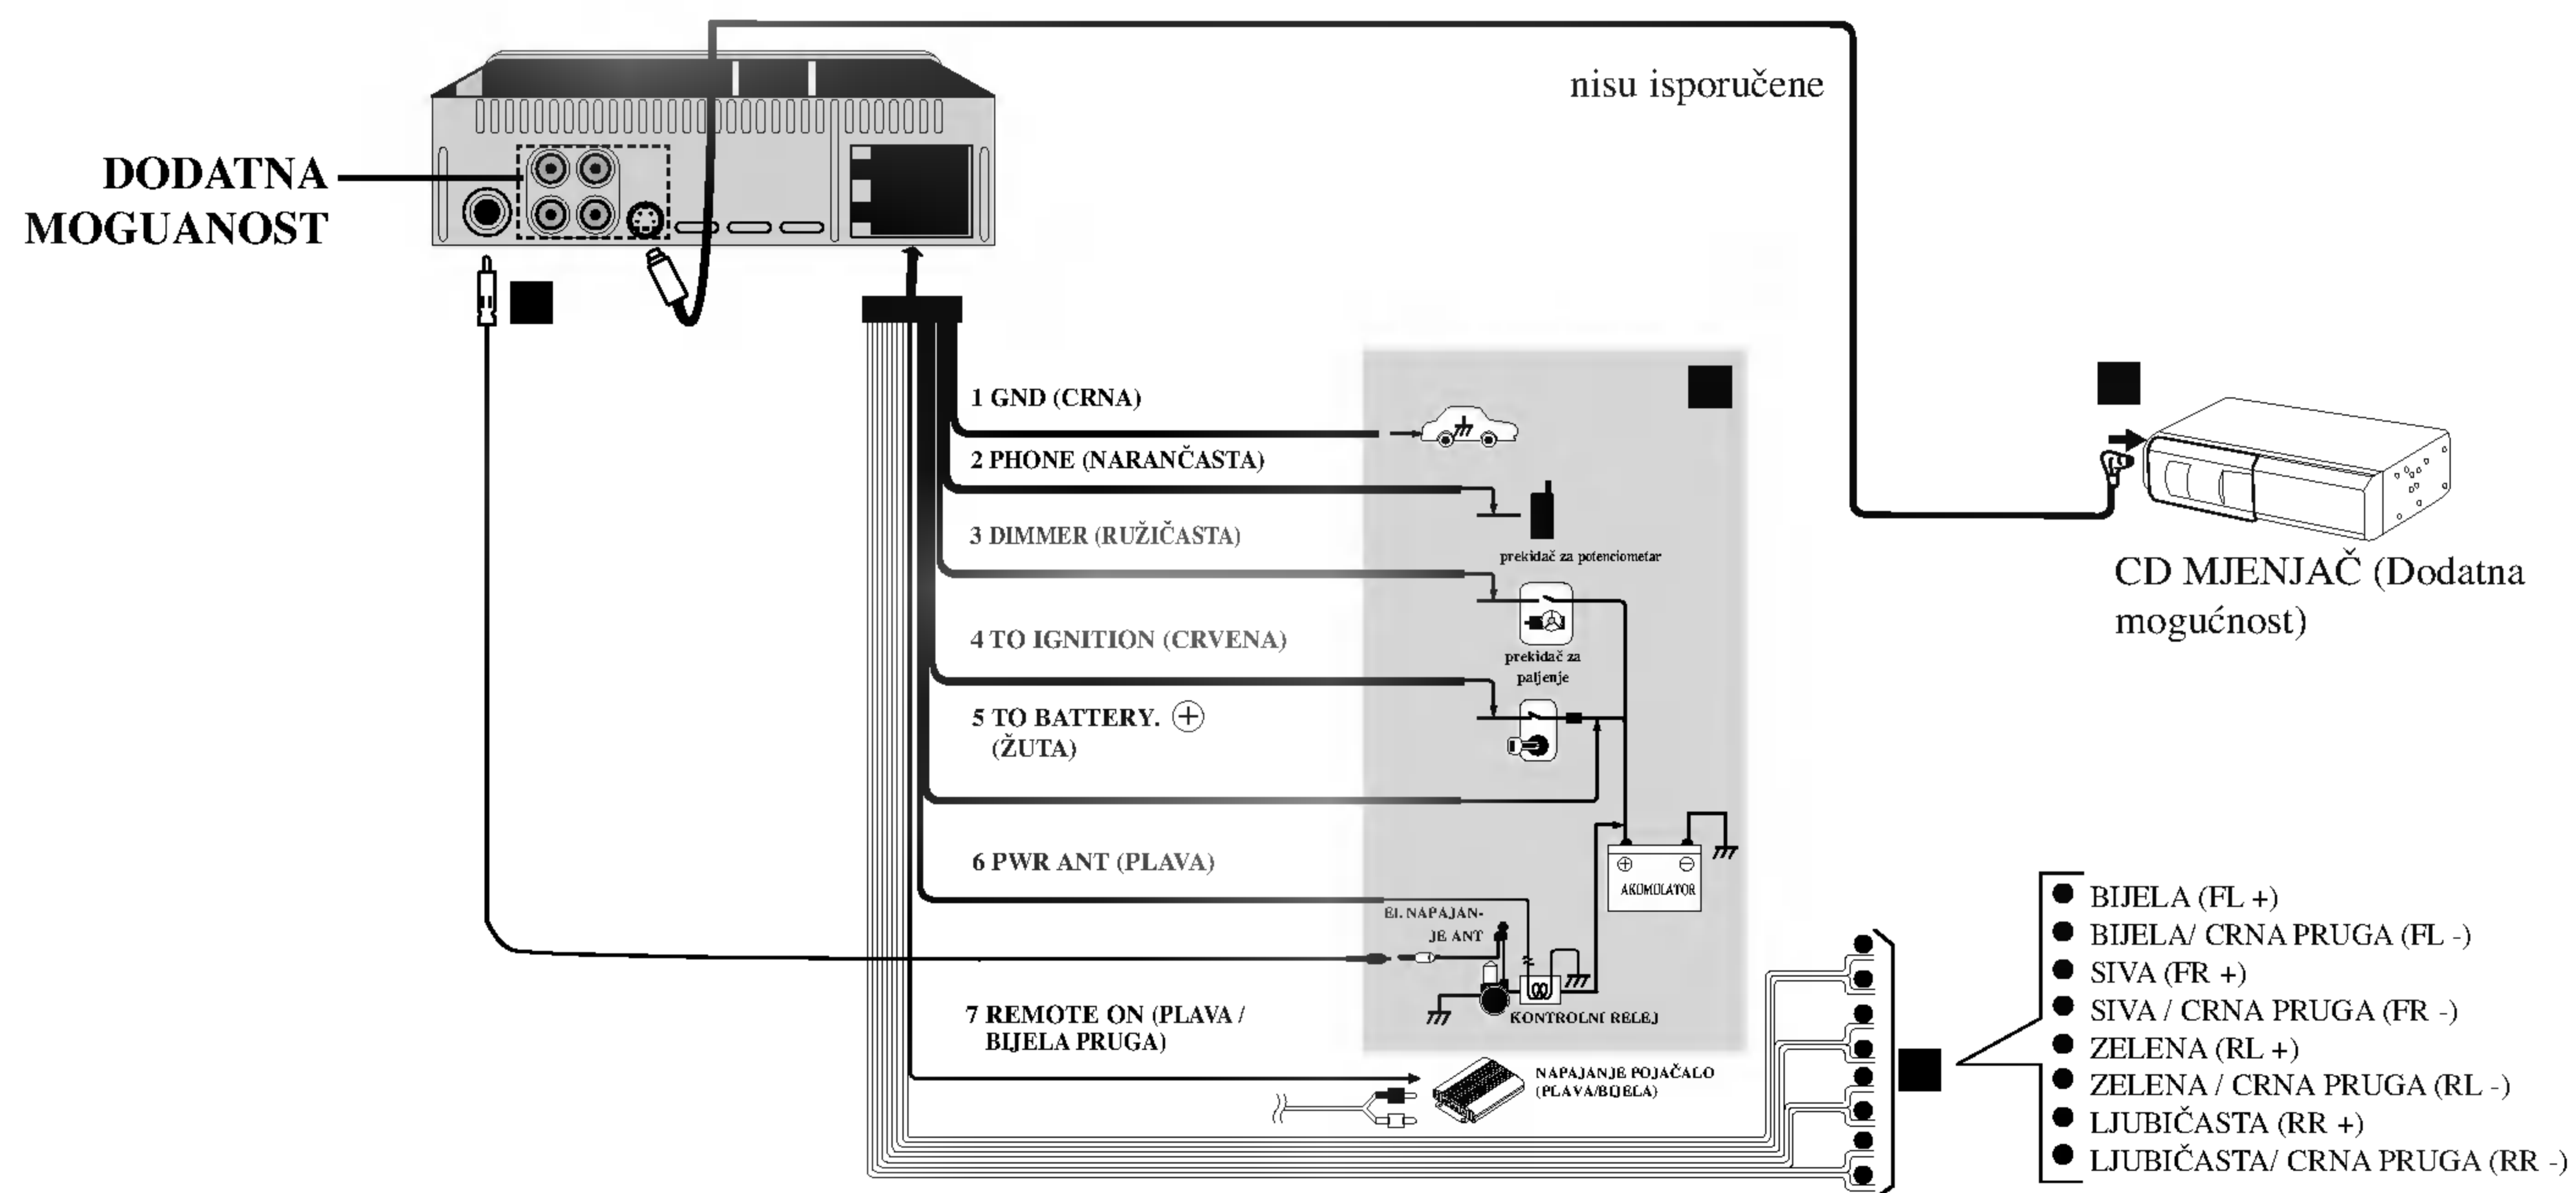 nisu isporučene
DODATNA
MOGUANOST
1 GND (CRNA)
2 PHONE (NARANČASTA)
3 DIMMER (RUŽIČASTA)
prekidač za potenciometar
4 TO IGNITION (CRVENA)
prekidač za
paljenje
5 TO BATTERY. ⊕
(ŽUTA)
CD MJENJAČ (Dodatna
mogućnost)
6 PWR ANT (PLAVA)
⊕ ⊖
AKUMULATOR
El. NAPAJAN-
JE ANT
7 REMOTE ON (PLAVA /
BIJELA PRUGA)
KONTROLNI RELEJ
NAPAJANJE POJAČALO
(PLAVA/BIJELA)
BIJELA (FL +)
BIJELA/ CRNA PRUGA (FL -)
SIVA (FR +)
SIVA / CRNA PRUGA (FR -)
ZELENA (RL +)
ZELENA / CRNA PRUGA (RL -)
LJUBIČASTA (RR +)
LJUBIČASTA/ CRNA PRUGA (RR -)